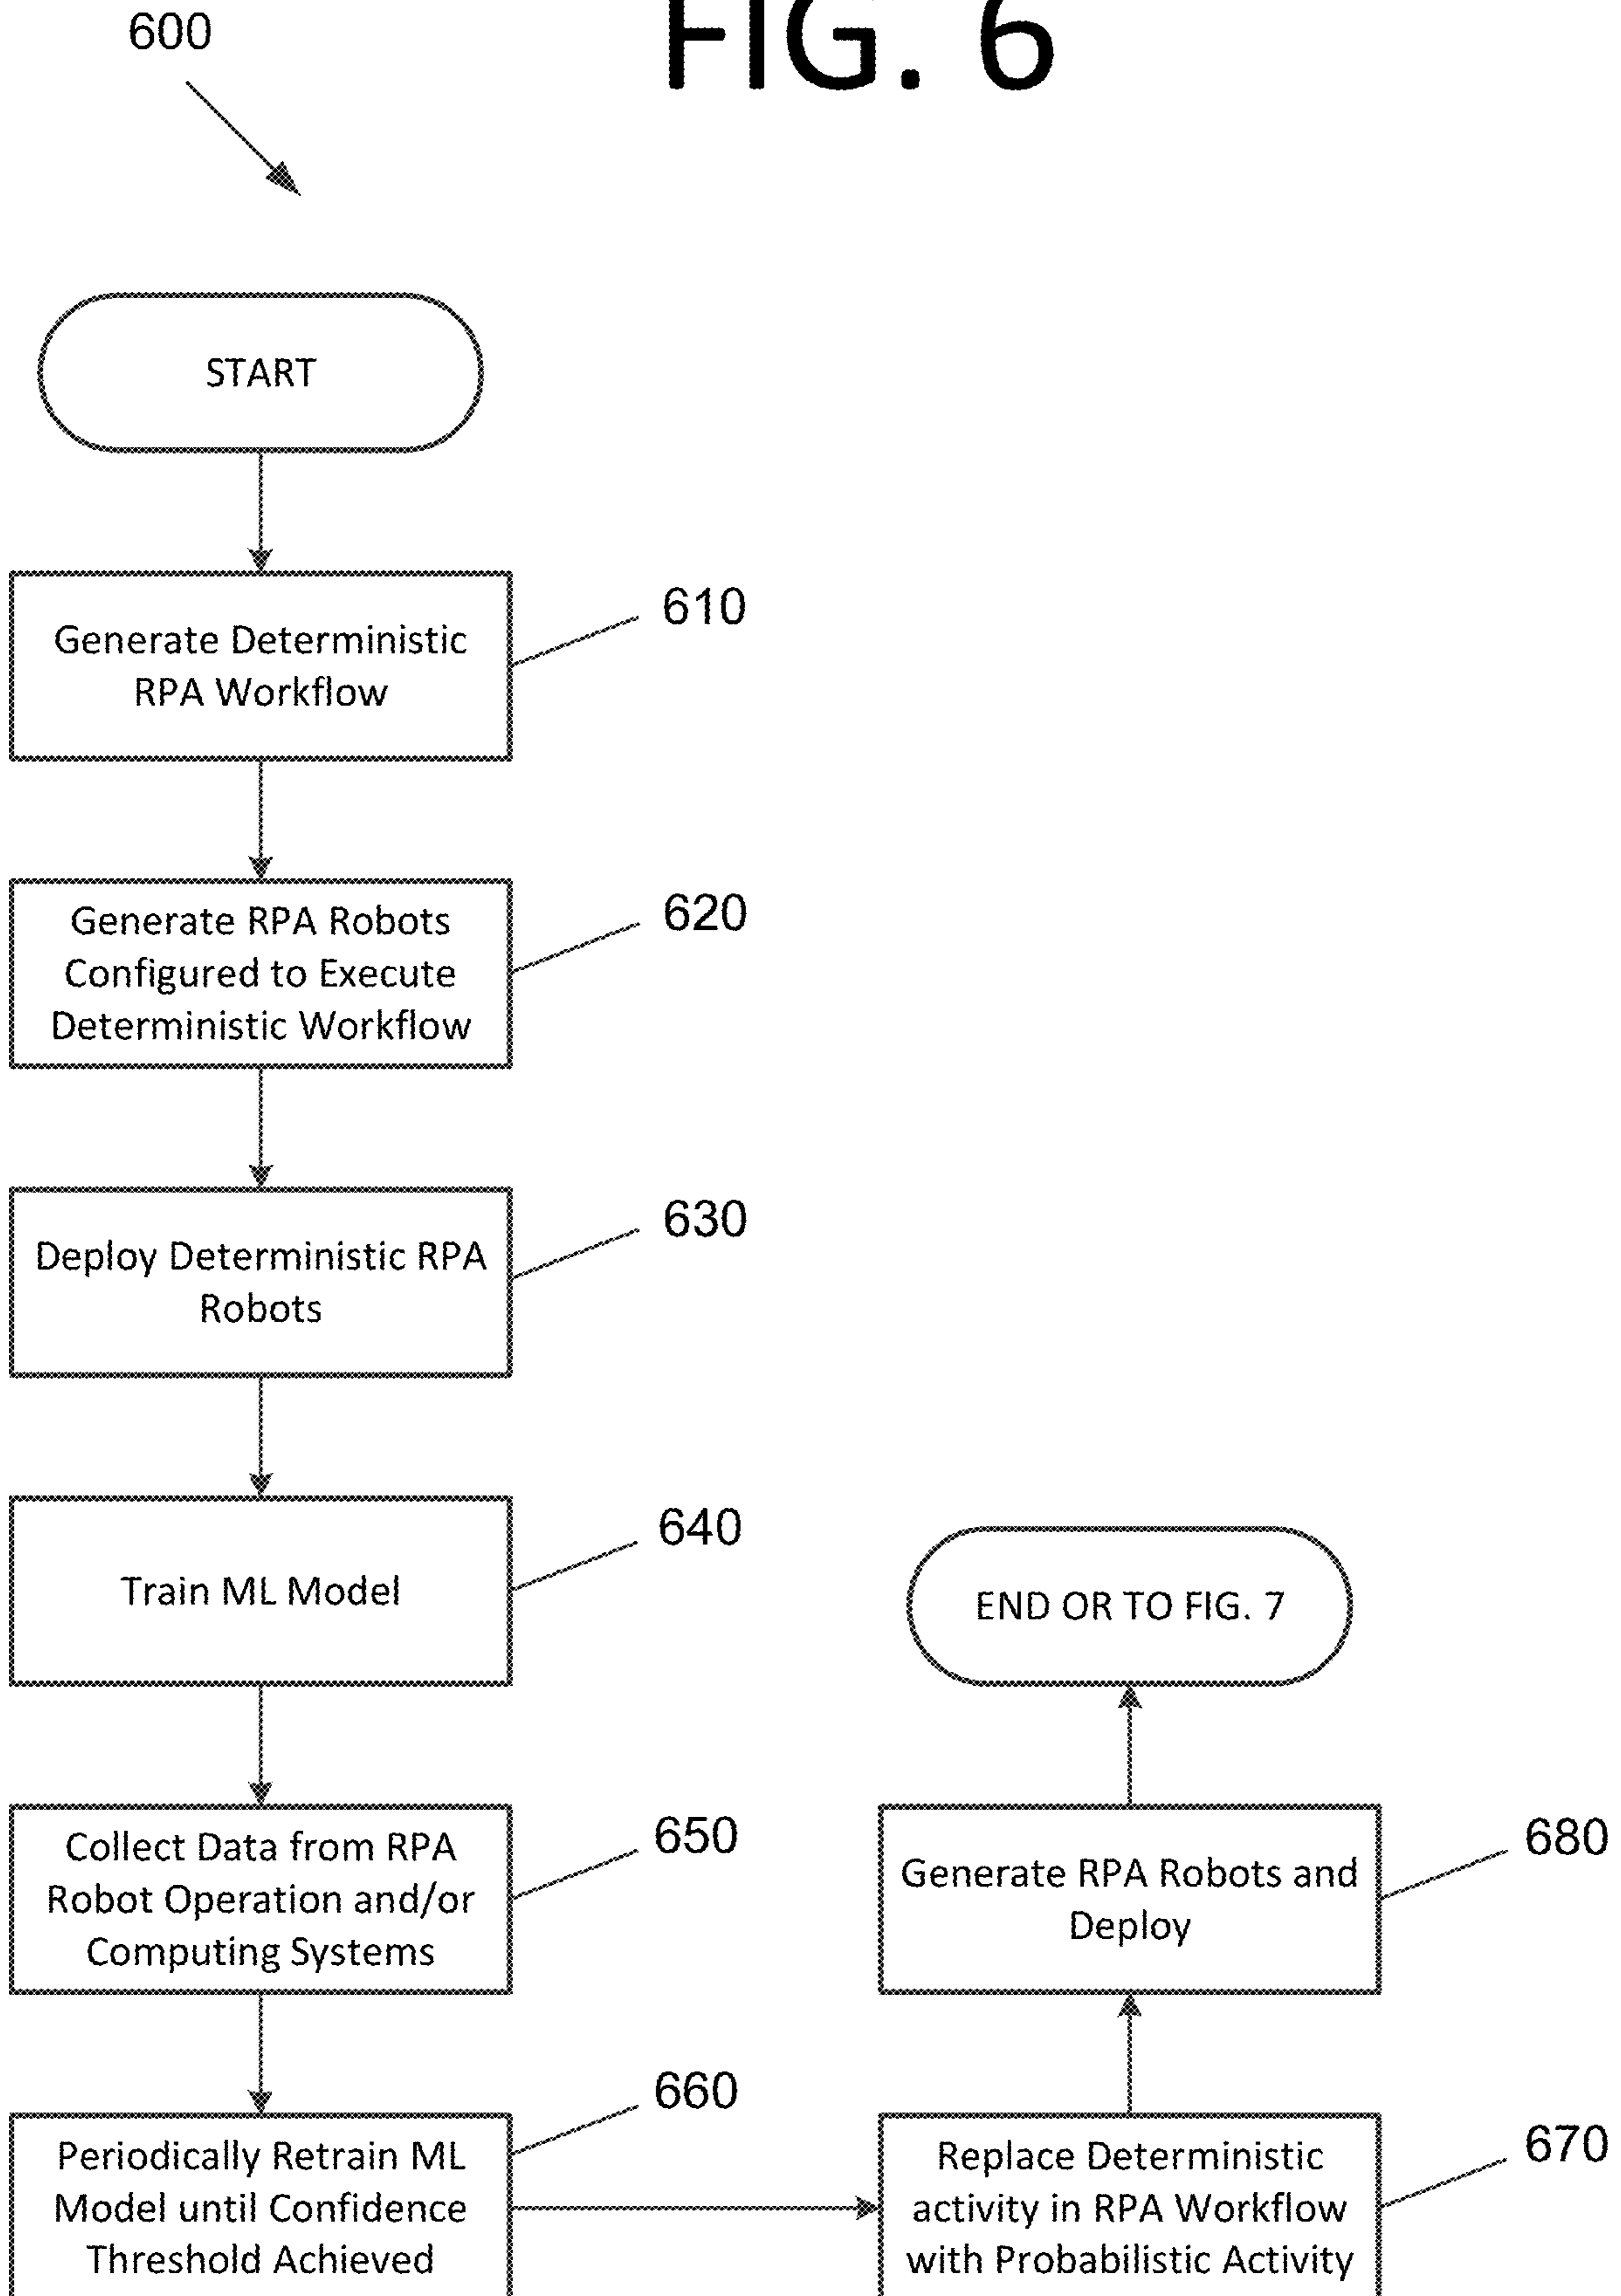 600
FIG. 6
START
Generate Deterministic
RPA Workflow
610
Generate RPA Robots
Configured to Execute
Deterministic Workflow
620
Deploy Deterministic RPA
Robots
630
Train ML Model
640
Collect Data from RPA
Robot Operation and/or
Computing Systems
650
Periodically Retrain ML
Model until Confidence
Threshold Achieved
660
Replace Deterministic
activity in RPA Workflow
with Probabilistic Activity
670
Generate RPA Robots and
Deploy
680
END OR TO FIG. 7